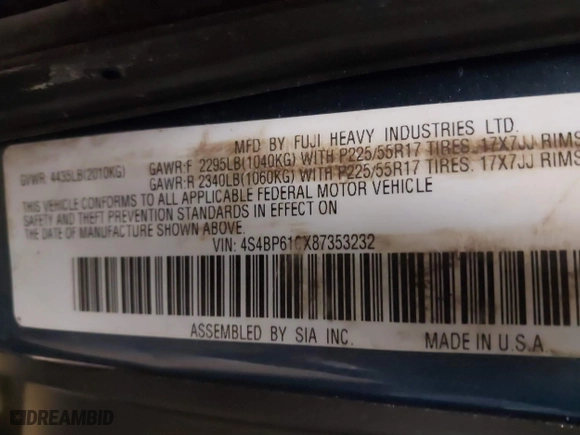 MFD BY FUJI HEAVY INDUSTRIES LTD.
GVWR: 4435LB(2010KG) GAWR:F 2295LB(1040KG) WITH P225/55R17 TIRES. 17X7JJ RIMS
GAWR:R 2340LB(1060KG) WITH P225/55R17 TIRES. 17X7JJ RIMS
THIS VEHICLE CONFORMS TO ALL APPLICABLE FEDERAL MOTOR VEHICLE
SAFETY AND THEFT PREVENTION STANDARDS IN EFFECT ON
DATE OF MANUFACTURE SHOWN ABOVE.
VIN: 4S4BP61CX87353232
ASSEMBLED BY SIA INC.
MADE IN U.S.A
DREAMBID